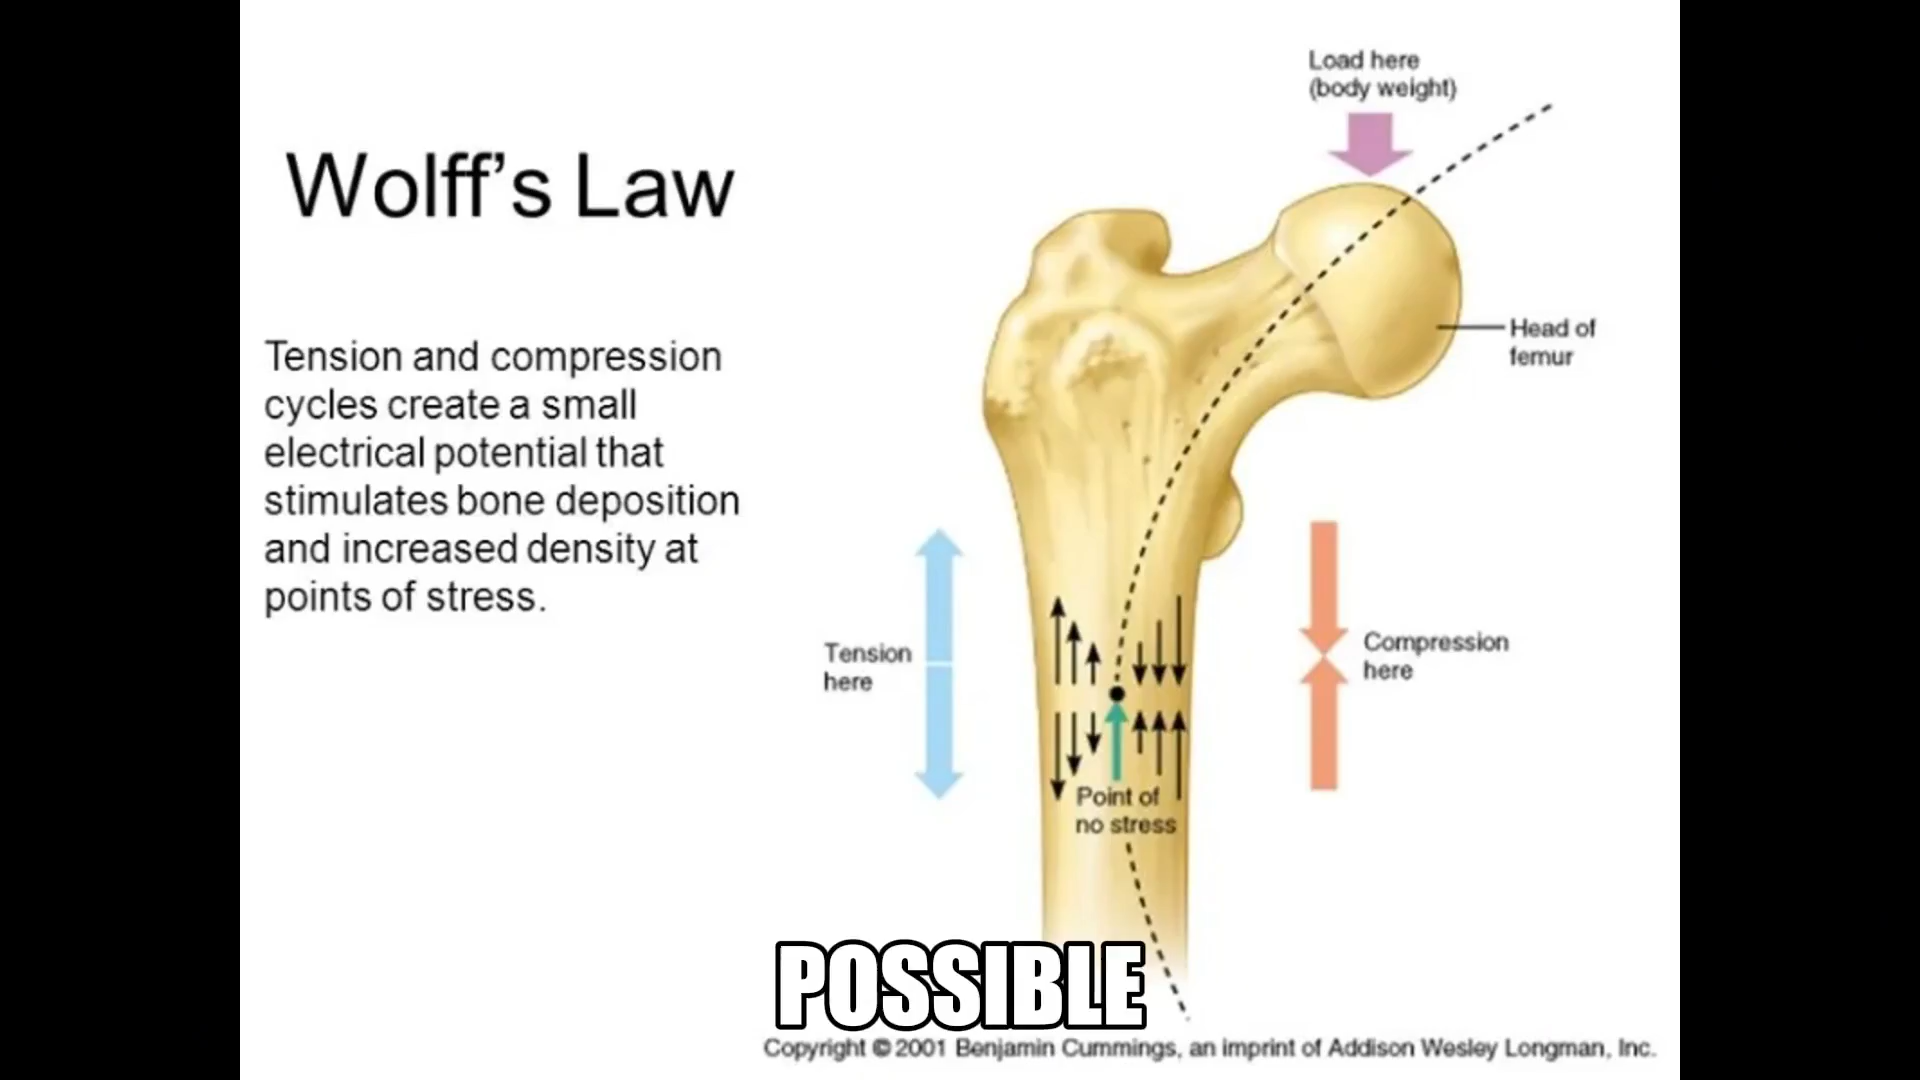 Wolff's Law
Tension and compression
cycles create a small
electrical potential that
stimulates bone deposition
and increased density at
points of stress.
Load here
(body weight)
Head of
femur
Tension
here
Compression
here
Point of
no stress
POSSIBLE
Copyright © 2001 Benjamin Cummings, an imprint of Addison Wesley Longman, Inc.